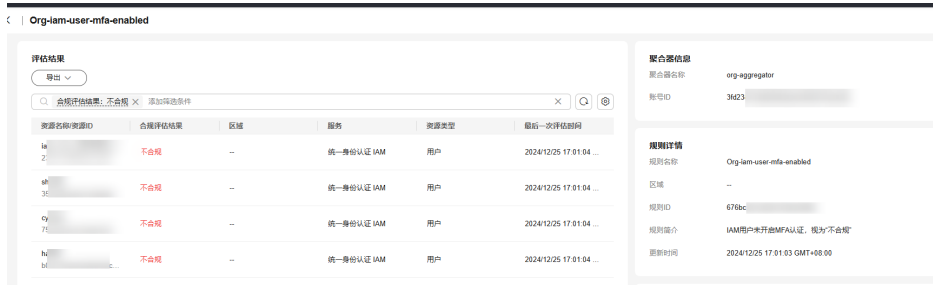 Org-iam-user-mfa-enabled
评估结果
导出
合规评估结果：不合规 × 添加筛选条件
资源名称/资源ID 合规评估结果 区域 服务 资源类型 最后一次评估时间
不合规 -- 统一身份认证 IAM 用户 2024/12/25 17:01:04 ...
sh
35
不合规 -- 统一身份认证 IAM 用户 2024/12/25 17:01:04 ...
cy
75
不合规 -- 统一身份认证 IAM 用户 2024/12/25 17:01:04 ...
ha
bl
不合规 -- 统一身份认证 IAM 用户 2024/12/25 17:01:04 ...
聚合器信息
聚合器名称 org-aggregator
账号ID 3fd23
规则详情
规则名称 Org-iam-user-mfa-enabled
区域 --
规则ID 676bc
规则简介 IAM用户未开启MFA认证，视为“不合规”
更新时间 2024/12/25 17:01:03 GMT+08:00